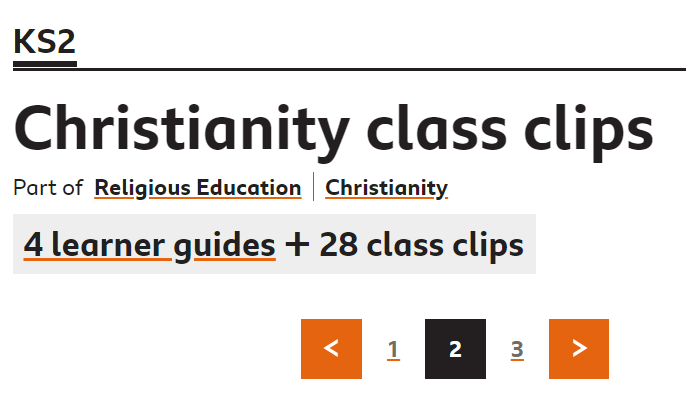 KS2
Christianity class clips
Part of Religious Education | Christianity
4 learner guides + 28 class clips
< 1 2 3 >